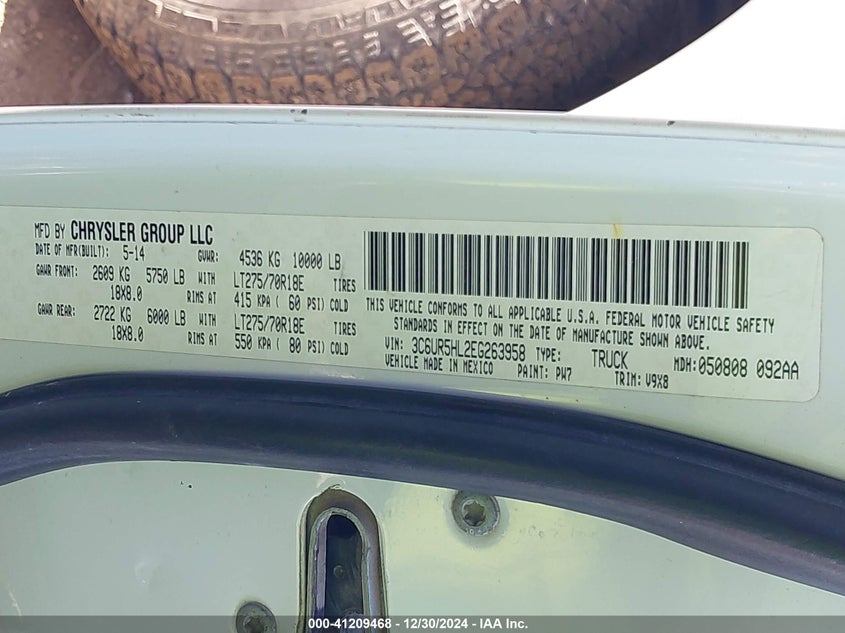 MFD BY CHRYSLER GROUP LLC
DATE OF MFR(BUILT): 5-14 GVWR: 4536 KG 10000 LB
GAWR FRONT: 2609 KG 5750 LB WITH LT275/70R18E TIRES
18X8.0 RIMS AT 415 KPA ( 60 PSI) COLD
GAWR REAR: 2722 KG 6000 LB WITH LT275/70R18E TIRES
18X8.0 RIMS AT 550 KPA ( 80 PSI) COLD
THIS VEHICLE CONFORMS TO ALL APPLICABLE U.S.A. FEDERAL MOTOR VEHICLE SAFETY
STANDARDS IN EFFECT ON THE DATE OF MANUFACTURE SHOWN ABOVE.
VIN: 3C6UR5HL2EG263958 TYPE: TRUCK MDH: 050808 092AA
VEHICLE MADE IN MEXICO PAINT: PW7 TRIM: V9X8
000-41209468 - 12/30/2024 - IAA Inc.